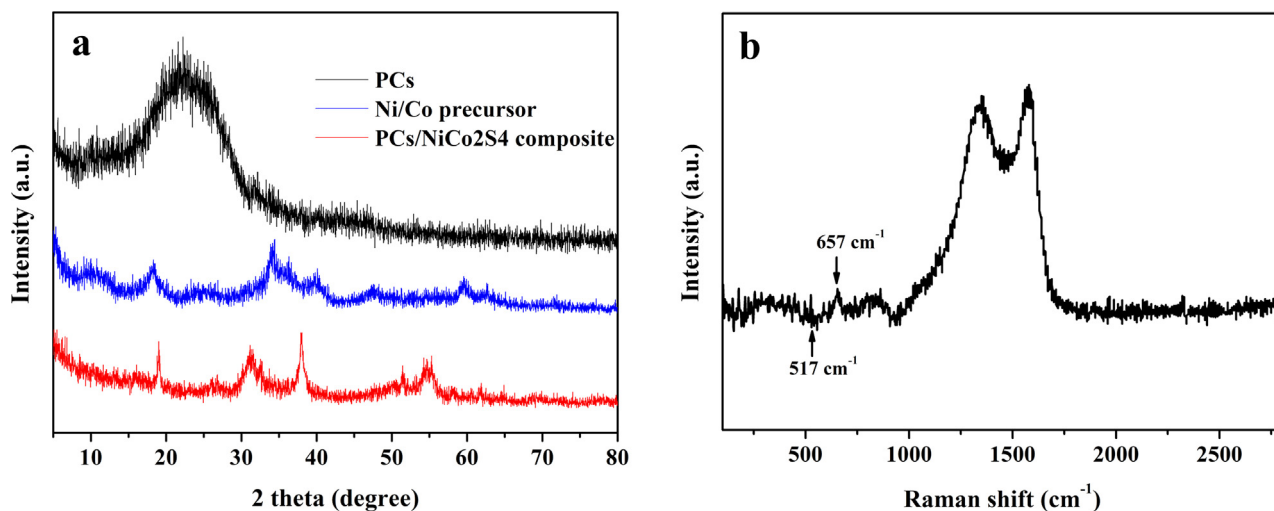 a
PCs
Ni/Co precursor
PCs/NiCo2S4 composite
Intensity (a.u.)
10 20 30 40 50 60 70 80
2 theta (degree)
b
657 cm⁻¹
517 cm⁻¹
Intensity (a.u.)
500 1000 1500 2000 2500
Raman shift (cm⁻¹)